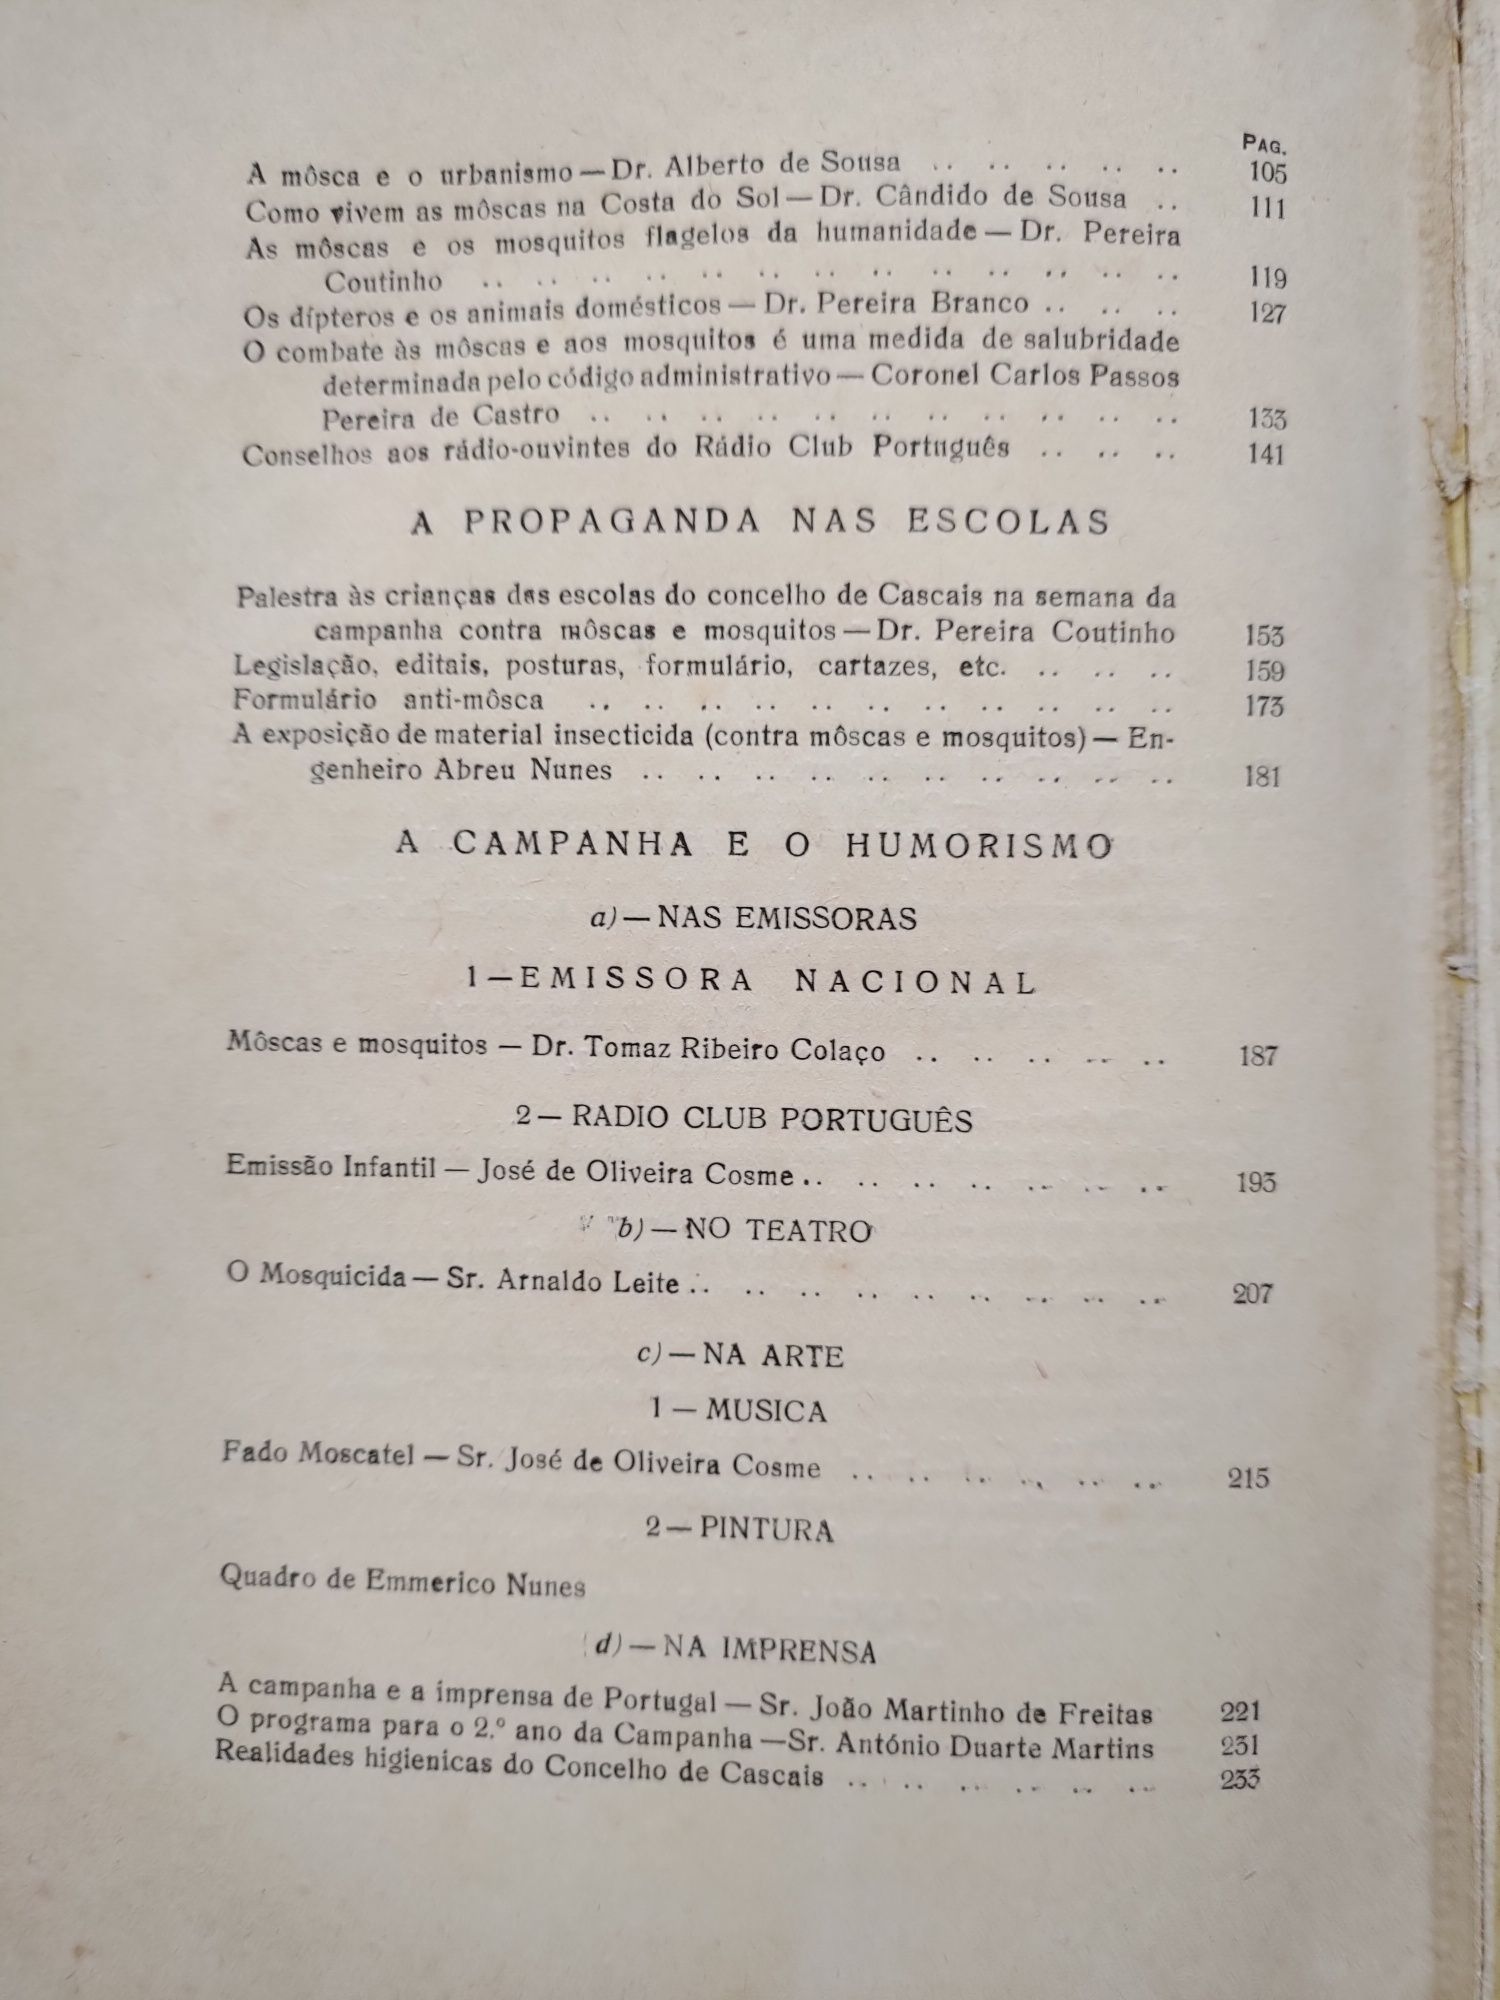 PAG.
A môsca e o urbanismo — Dr. Alberto de Sousa .. .. .. .. .. 105
Como vivem as môscas na Costa do Sol — Dr. Cândido de Sousa .. 111
As môscas e os mosquitos flagelos da humanidade — Dr. Pereira
Coutinho .. .. .. .. .. .. .. .. .. .. .. .. .. 119
Os dípteros e os animais domésticos — Dr. Pereira Branco .. .. .. 127
O combate às môscas e aos mosquitos é uma medida de salubridade
determinada pelo código administrativo — Coronel Carlos Passos
Pereira de Castro .. .. .. .. .. .. .. .. .. .. .. 133
Conselhos aos rádio-ouvintes do Rádio Club Português .. .. .. 141
A PROPAGANDA NAS ESCOLAS
Palestra às crianças das escolas do concelho de Cascais na semana da
campanha contra môscas e mosquitos — Dr. Pereira Coutinho 153
Legislação, editais, posturas, formulário, cartazes, etc. .. .. .. 159
Formulário anti-môsca .. .. .. .. .. .. .. .. .. .. .. 173
A exposição de material insecticida (contra môscas e mosquitos) — En-
genheiro Abreu Nunes .. .. .. .. .. .. .. .. .. .. 181
A CAMPANHA E O HUMORISMO
a) — NAS EMISSORAS
1 — EMISSORA NACIONAL
Môscas e mosquitos — Dr. Tomaz Ribeiro Colaço .. .. .. .. .. 187
2 — RADIO CLUB PORTUGUÊS
Emissão Infantil — José de Oliveira Cosme .. .. .. .. .. .. .. 193
b) — NO TEATRO
O Mosquicida — Sr. Arnaldo Leite .. .. .. .. .. .. .. .. .. 207
c) — NA ARTE
1 — MUSICA
Fado Moscatel — Sr. José de Oliveira Cosme .. .. .. .. .. .. 215
2 — PINTURA
Quadro de Emmerico Nunes
d) — NA IMPRENSA
A campanha e a imprensa de Portugal — Sr. João Martinho de Freitas 221
O programa para o 2.º ano da Campanha — Sr. António Duarte Martins 231
Realidades higienicas do Concelho de Cascais .. .. .. .. .. .. 233